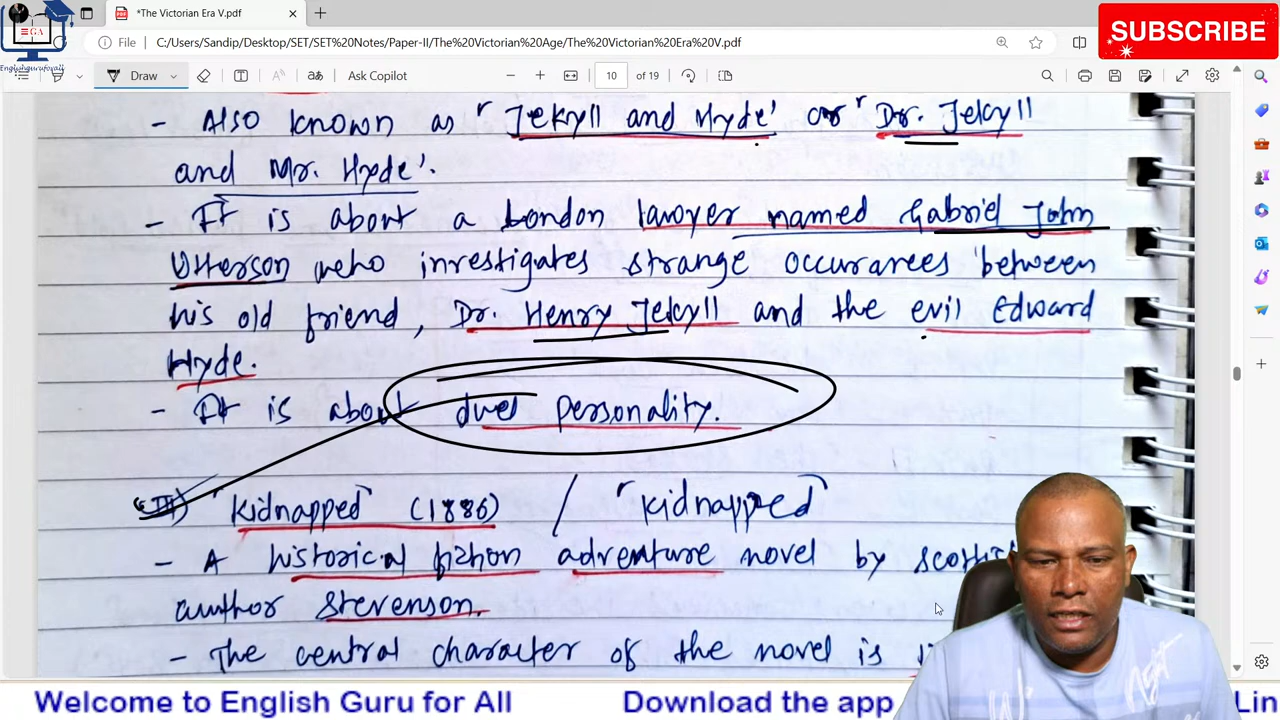 *The Victorian Era V.pdf
SUBSCRIBE
EGA
Englishguruforall
File
C:/Users/Sandip/Desktop/SET/SET%20Notes/Paper-II/The%20Victorian%20Age/The%20Victorian%20Era%20V.pdf
Draw
Ask Copilot
10 of 19
- Also known as "Jekyll and Hyde' or "Dr. Jekyll
and Mr. Hyde'.
- It is about a London lawyer named Gabriel John
Utterson who investigates strange occurances between
his old friend, Dr. Henry Jekyll and the evil Edward
Hyde.
- It is about duel personality.
(III) "Kidnapped" (1886) / "Kidnapped"
- A historical fiction adventure novel by
author Stevenson.
- The central character of the novel is
Welcome to English Guru for All Download the app Lin